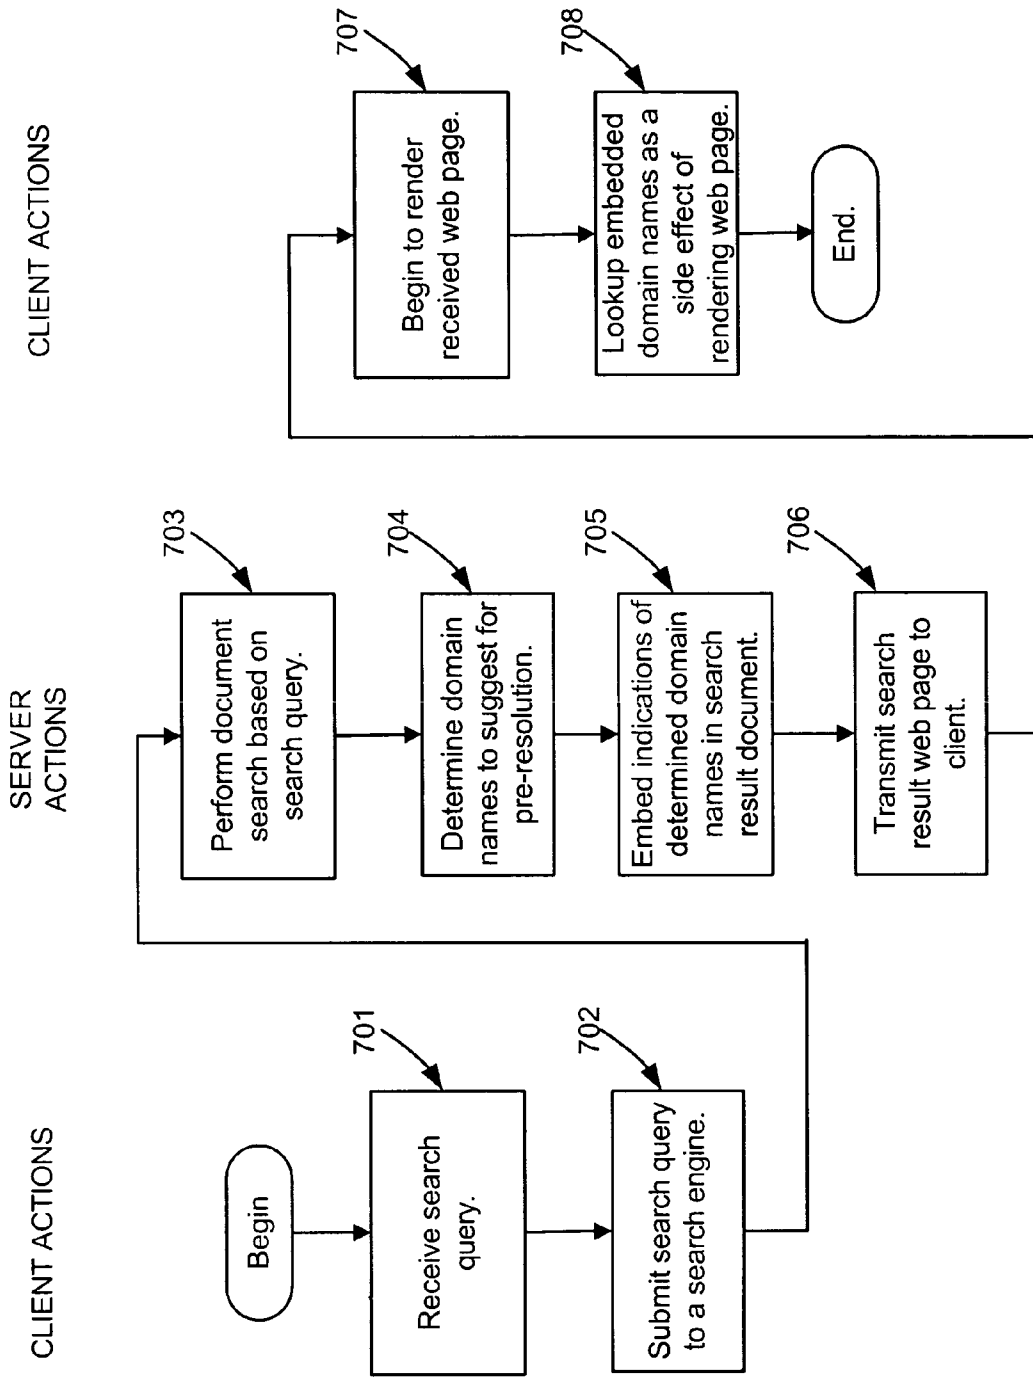 CLIENT ACTIONS
Begin
701
Receive search
query.
702
Submit search query
to a search engine.
SERVER
ACTIONS
703
Perform document
search based on
search query.
704
Determine domain
names to suggest for
pre-resolution.
705
Embed indications of
determined domain
names in search
result document.
706
Transmit search
result web page to
client.
CLIENT ACTIONS
707
Begin to render
received web page.
708
Lookup embedded
domain names as a
side effect of
rendering web page.
End.